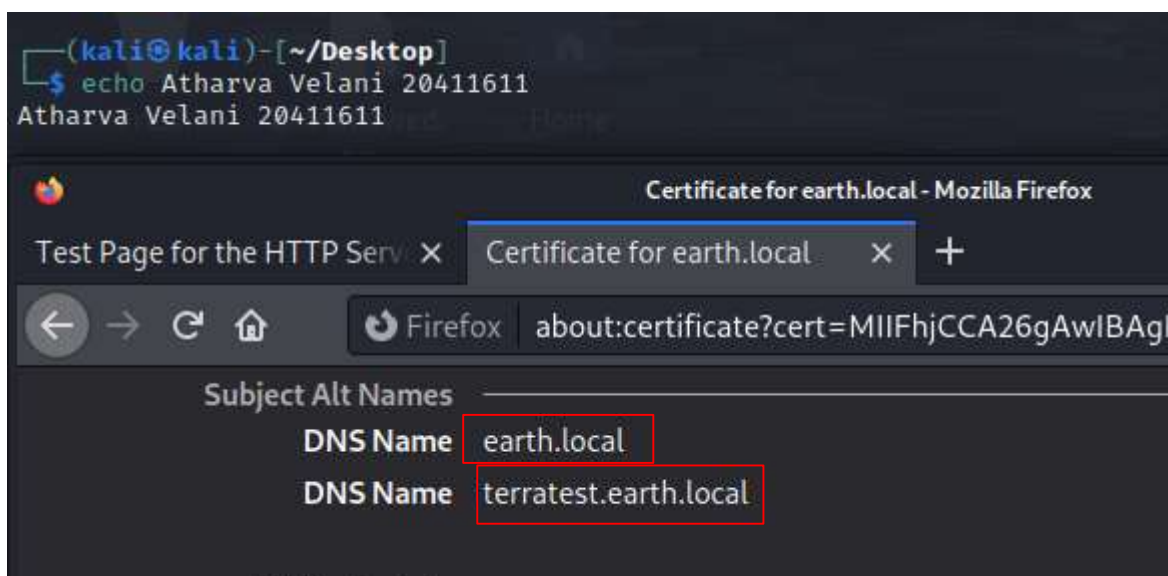 (kali㉿kali)-[~/Desktop]
$ echo Atharva Velani 20411611
Atharva Velani 20411611
Home
Certificate for earth.local - Mozilla Firefox
Test Page for the HTTP Serv × Certificate for earth.local × +
Firefox about:certificate?cert=MIIFhjCCA26gAwIBAg
Subject Alt Names
DNS Name earth.local
DNS Name terratest.earth.local